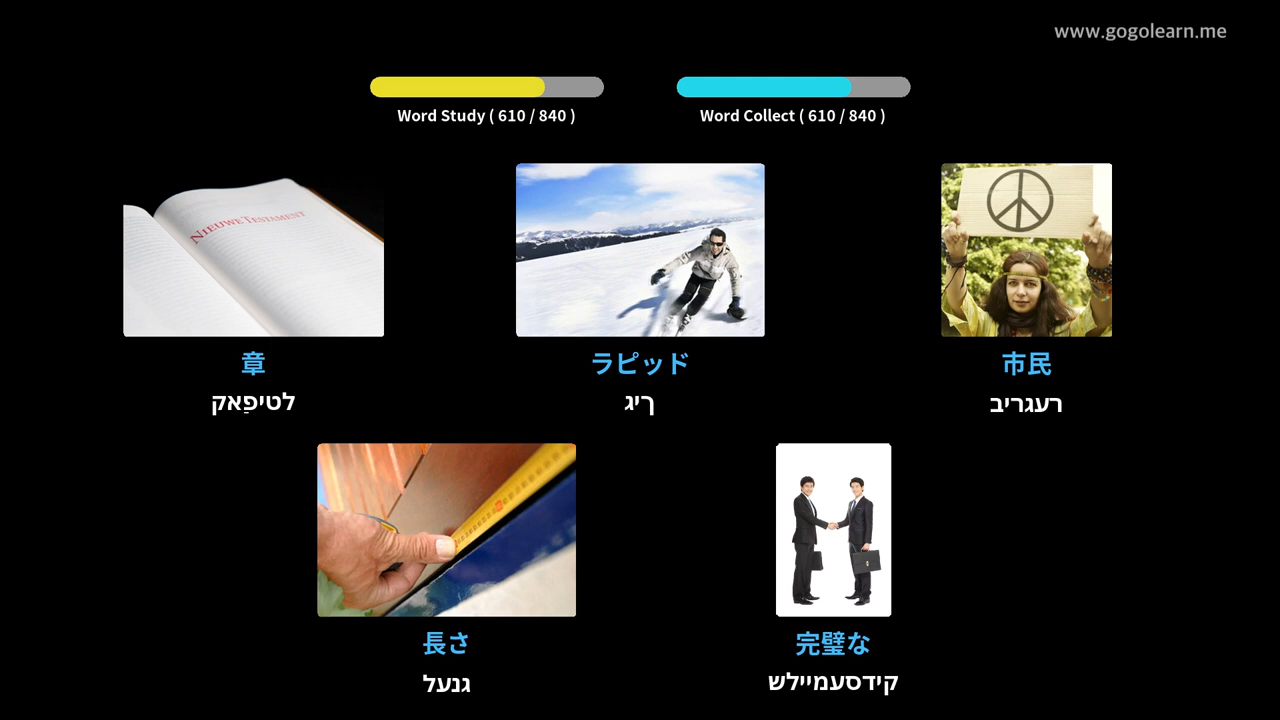 www.gogolearn.me
Word Study ( 610 / 840 )
Word Collect ( 610 / 840 )
NIEUWE TESTAMENT
章
לטיפַאק
ラピッド
ךיג
市民
רעגריב
長さ
גנעל
完璧な
קידסעמיילש